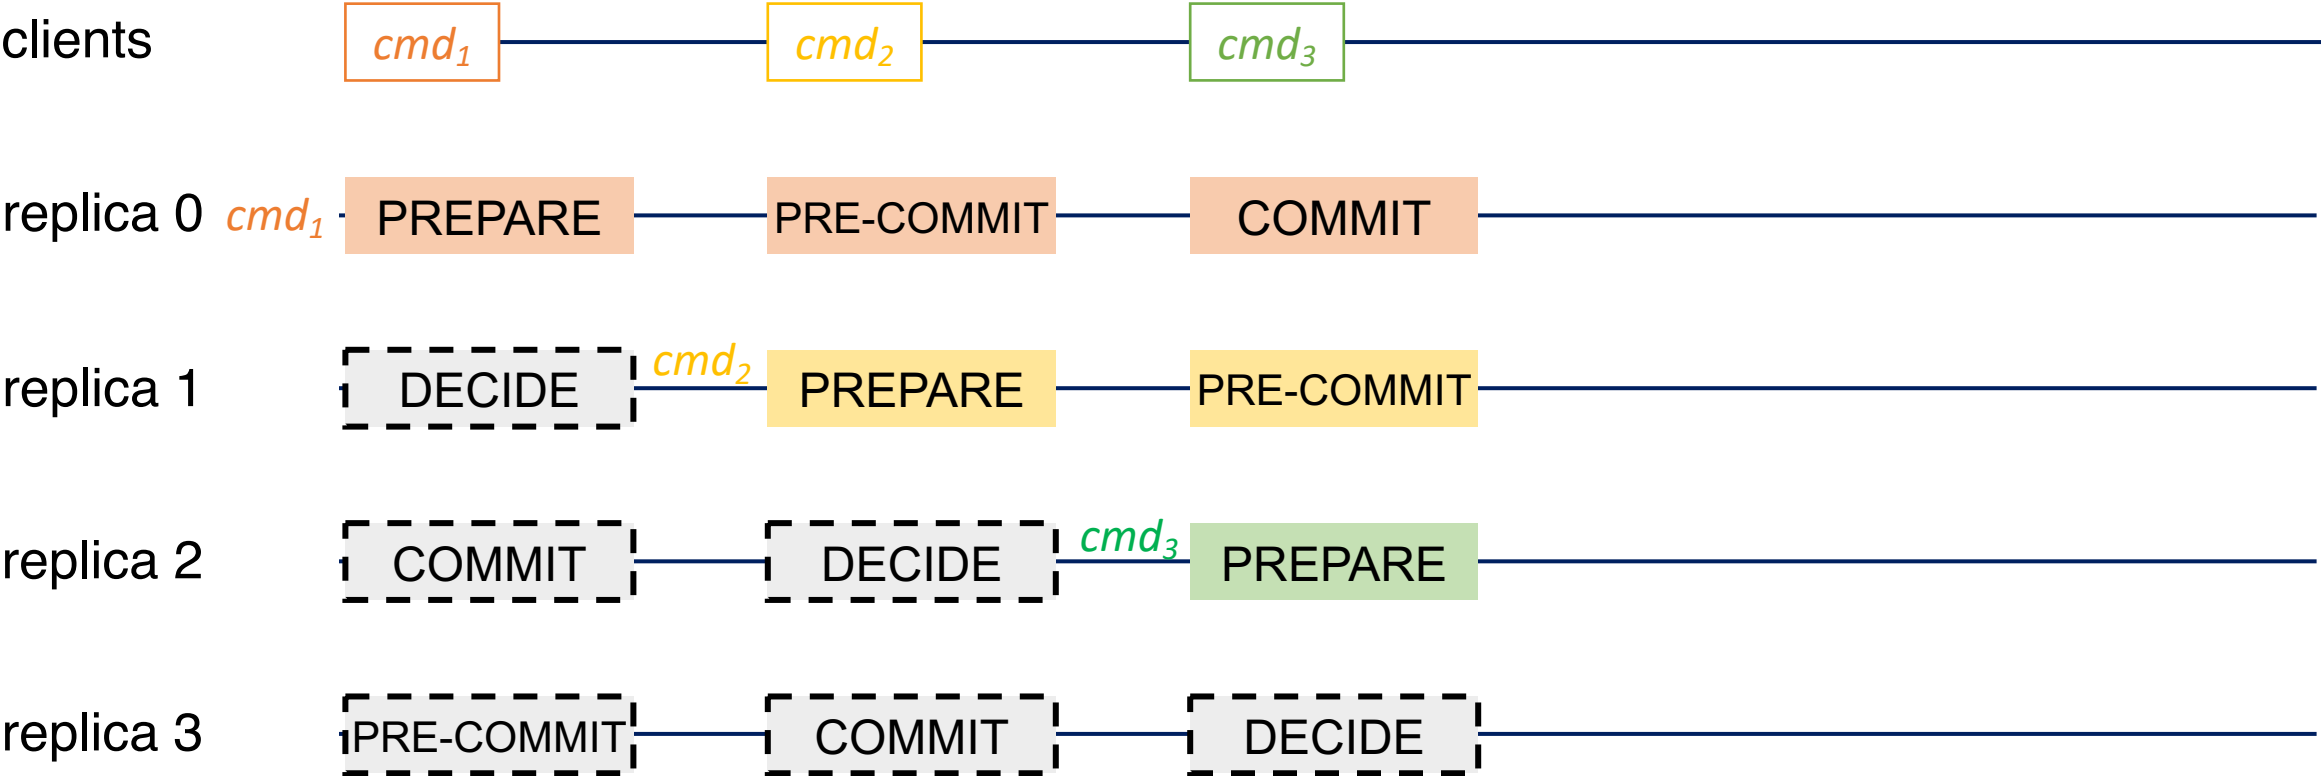 clients cmd₁ cmd₂ cmd₃
replica 0 cmd₁ PREPARE PRE-COMMIT COMMIT
replica 1 DECIDE cmd₂ PREPARE PRE-COMMIT
replica 2 COMMIT DECIDE cmd₃ PREPARE
replica 3 PRE-COMMIT COMMIT DECIDE